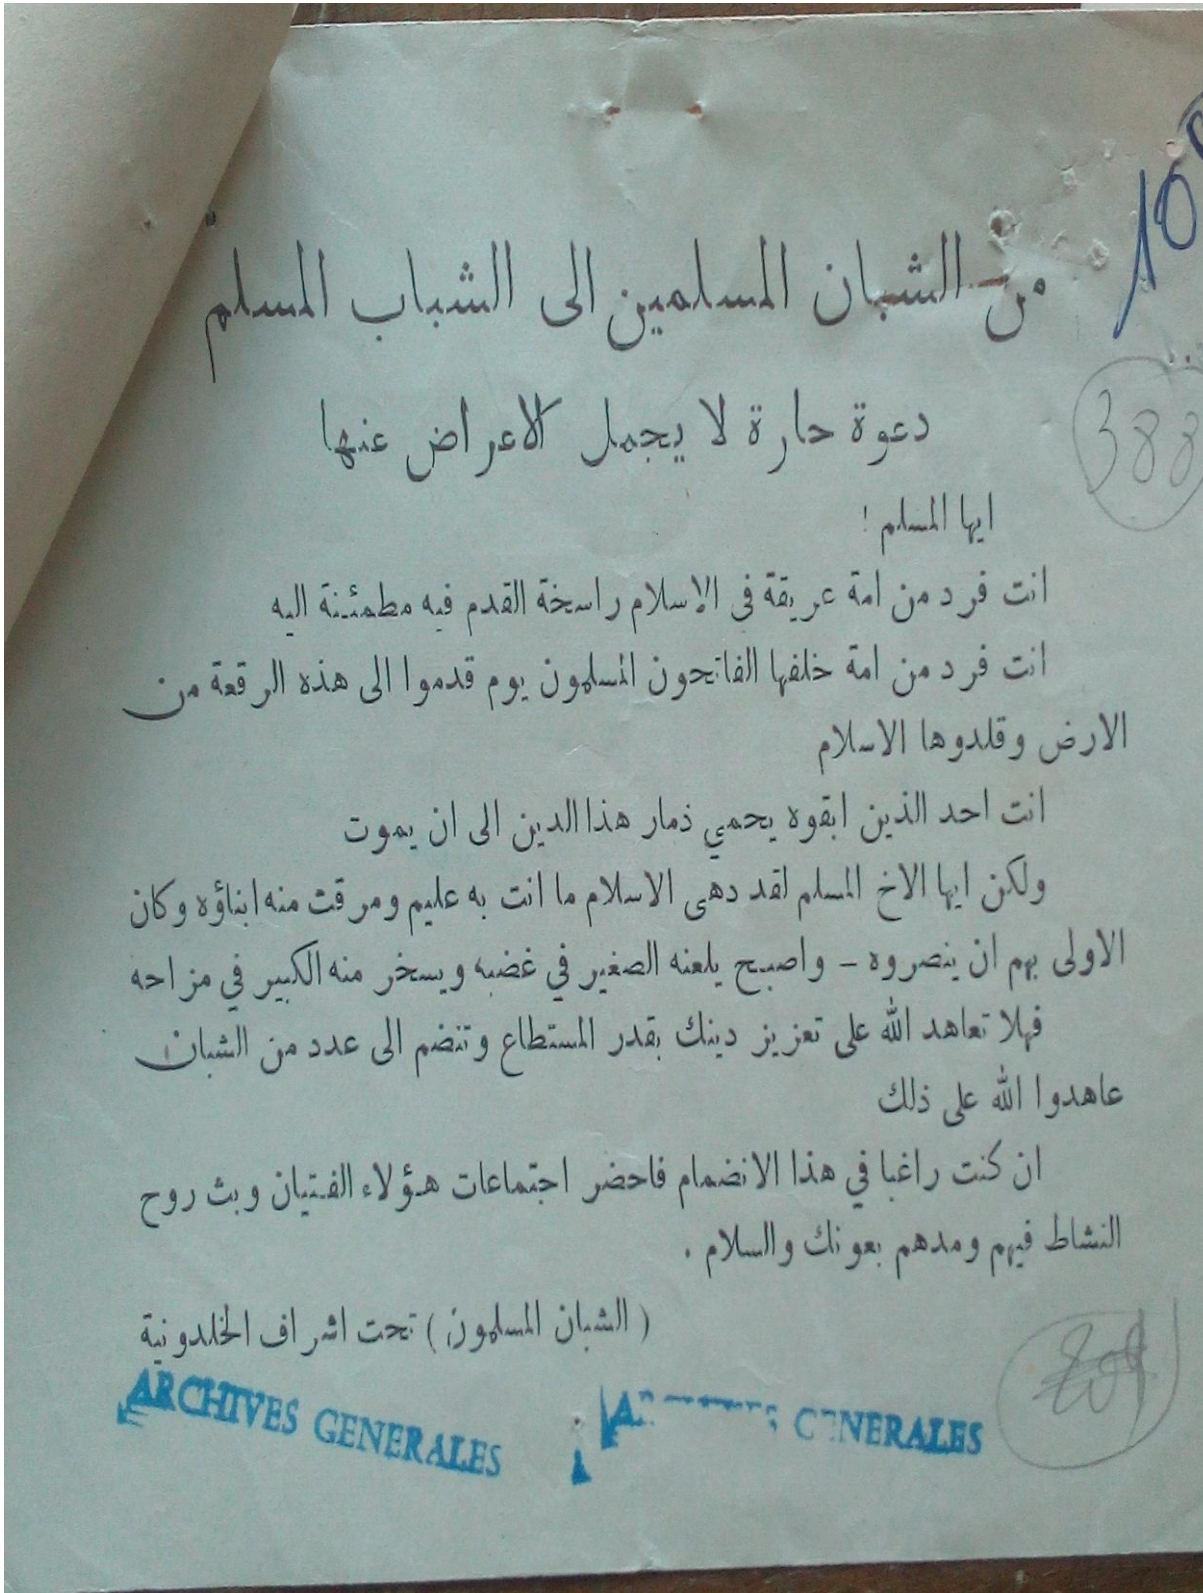 من الشبان المسلمين الى الشباب المسلم
دعوة حارة لا يجمل الاعراض عنها
ايها المسلم !
انت فرد من امة عريقة فى الاسلام راسخة القدم فيه مطمئنة اليه
انت فرد من امة خلفها الفاتحون المسلمون يوم قدموا الى هذه الرقعة من
الارض وقلدوها الاسلام
انت احد الذين ابقوه يحمي ذمار هذا الدين الى ان يموت
ولكن ايها الاخ المسلم لقد دهى الاسلام ما انت به عليم ومرقت منه ابناؤه وكان
الاولى بهم ان ينصروه – واصبح يلعنه الصغير في غضبه ويسخر منه الكبير في مزاحه
فهلا تعاهد الله على تعزيز دينك بقدر المستطاع وتنضم الى عدد من الشبان
عاهدوا الله على ذلك
ان كنت راغبا في هذا الانضمام فاحضر اجتماعات هؤلاء الفتيان وبث روح
النشاط فيهم ومدهم بعونك والسلام .
( الشبان المسلمون ) تحت اشراف الخلدونية
ARCHIVES GENERALES
GENERALES
388